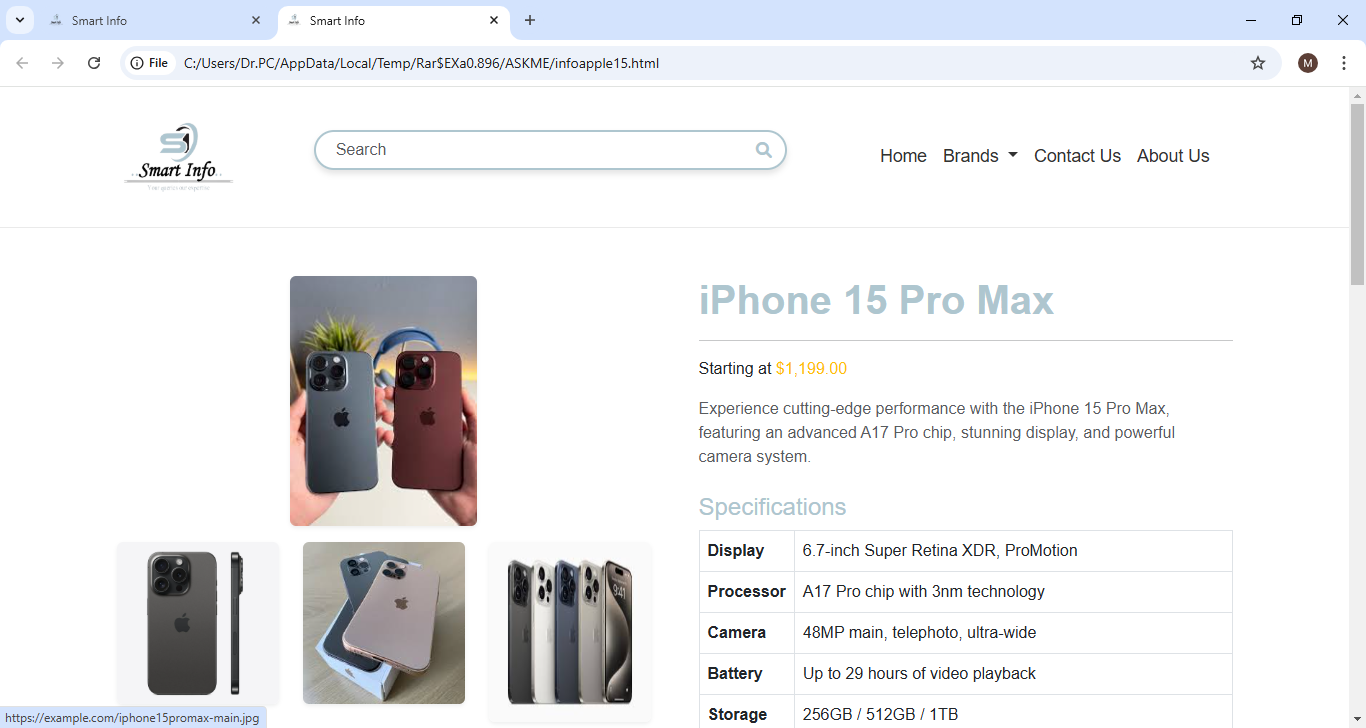 Smart Info
Smart Info
File
C:/Users/Dr.PC/AppData/Local/Temp/Rar$EXa0.896/ASKME/infoapple15.html
M
Smart Info
Search
Home
Brands
Contact Us
About Us
iPhone 15 Pro Max
Starting at $1,199.00
Experience cutting-edge performance with the iPhone 15 Pro Max,
featuring an advanced A17 Pro chip, stunning display, and powerful
camera system.
Specifications
Display 6.7-inch Super Retina XDR, ProMotion
Processor A17 Pro chip with 3nm technology
Camera 48MP main, telephoto, ultra-wide
Battery Up to 29 hours of video playback
Storage 256GB / 512GB / 1TB
9:41
https://example.com/iphone15promax-main.jpg